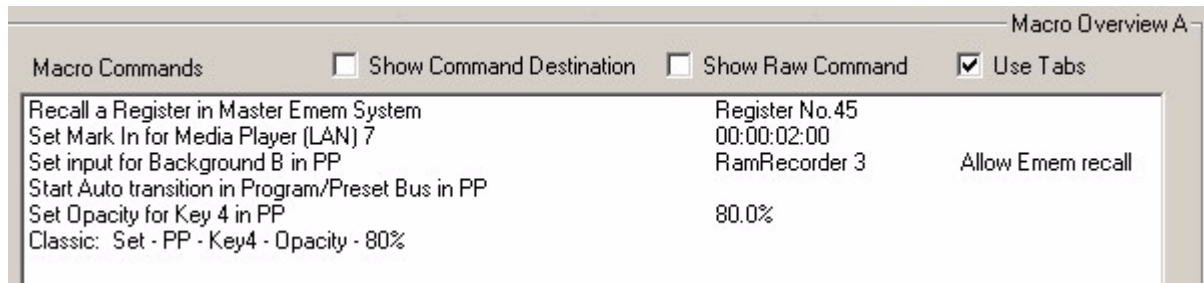 Macro Overview A
Macro Commands Show Command Destination Show Raw Command Use Tabs
Recall a Register in Master Emem System Register No.45
Set Mark In for Media Player (LAN) 7 00:00:02:00
Set input for Background B in PP RamRecorder 3 Allow Emem recall
Start Auto transition in Program/Preset Bus in PP
Set Opacity for Key 4 in PP 80.0%
Classic: Set - PP - Key4 - Opacity - 80%